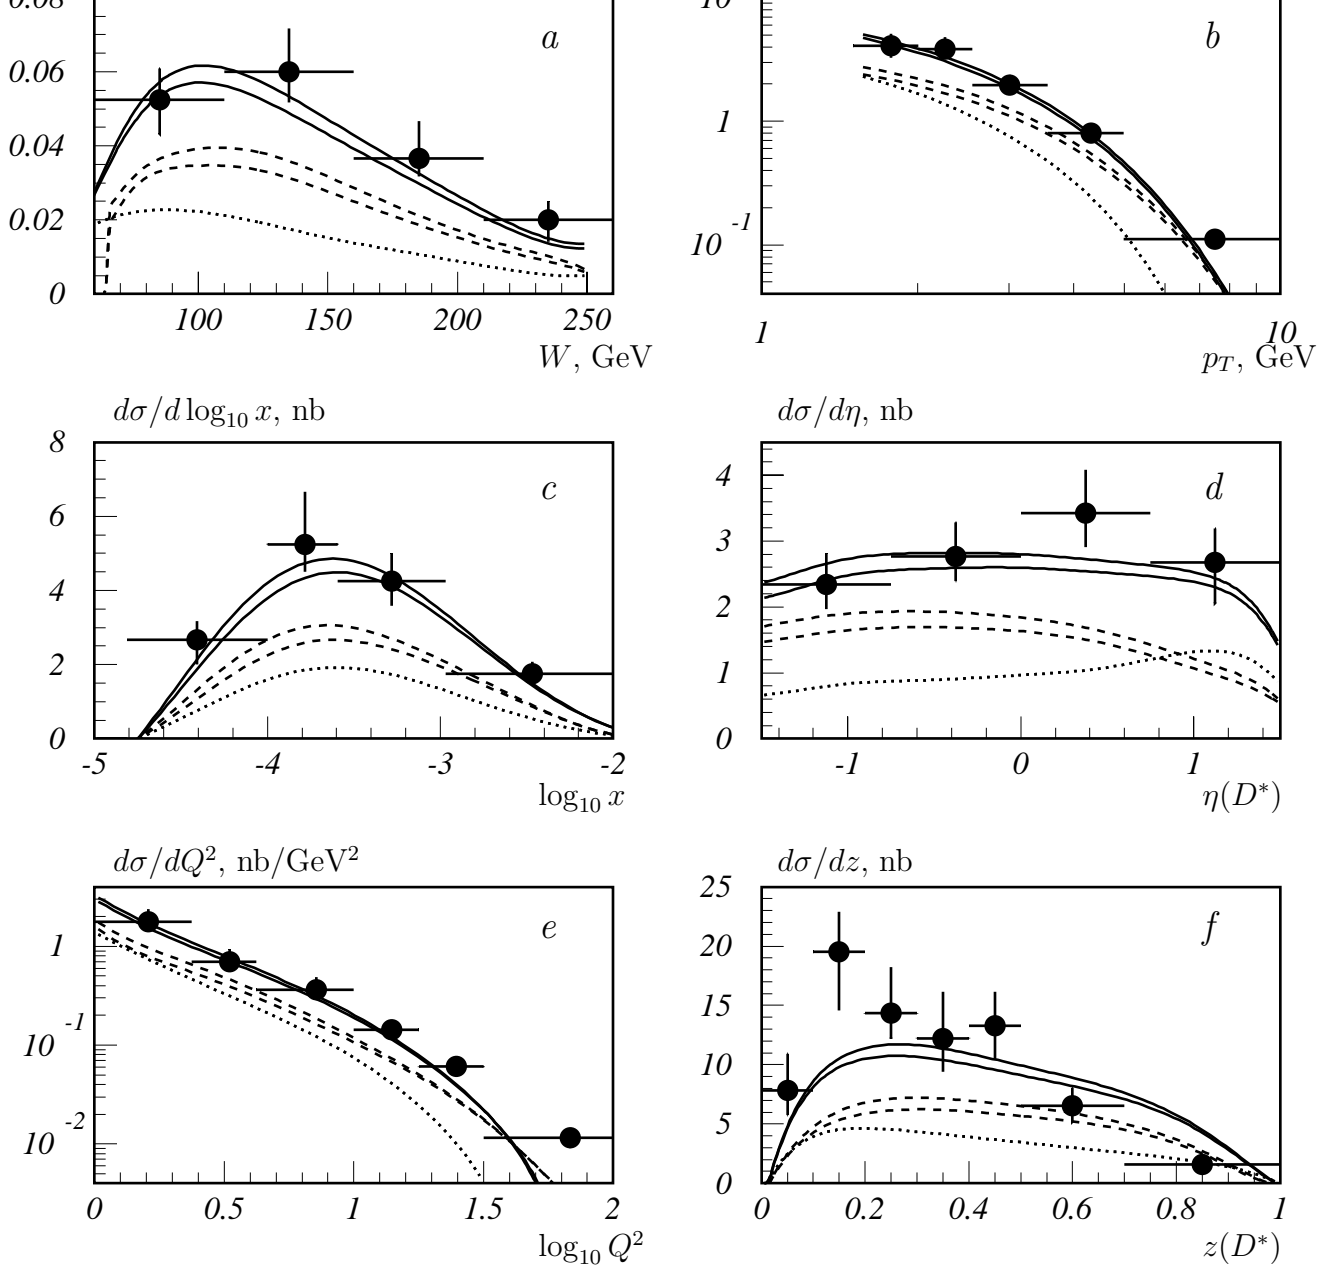 0.08
0.06
0.04
0.02
0
100 150 200 250
W, GeV
a
10
1
10 -1
1 10
p_T, GeV
b
dσ/d log₁₀ x, nb
8
6
4
2
0
-5 -4 -3 -2
log₁₀ x
c
dσ/dη, nb
4
3
2
1
0
-1 0 1
η(D*)
d
dσ/dQ², nb/GeV²
1
10 -1
10 -2
0 0.5 1 1.5 2
log₁₀ Q²
e
dσ/dz, nb
25
20
15
10
5
0
0 0.2 0.4 0.6 0.8 1
z(D*)
f